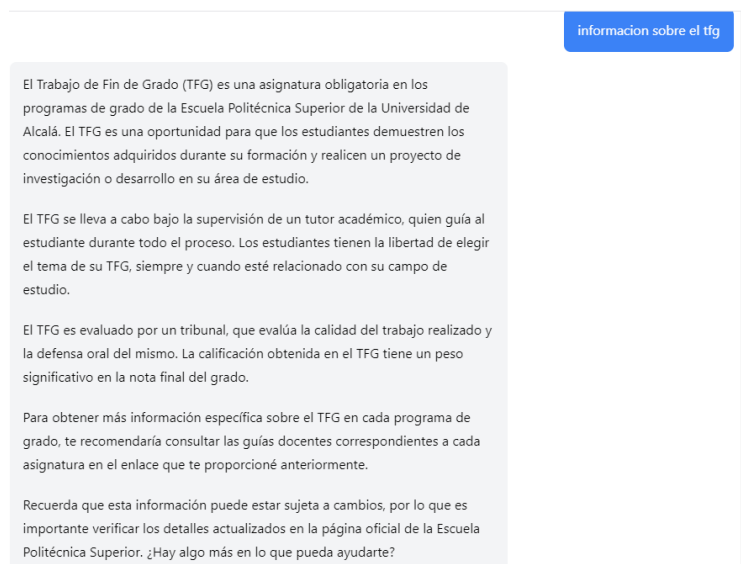 informacion sobre el tfg
El Trabajo de Fin de Grado (TFG) es una asignatura obligatoria en los
programas de grado de la Escuela Politécnica Superior de la Universidad de
Alcalá. El TFG es una oportunidad para que los estudiantes demuestren los
conocimientos adquiridos durante su formación y realicen un proyecto de
investigación o desarrollo en su área de estudio.
El TFG se lleva a cabo bajo la supervisión de un tutor académico, quien guía al
estudiante durante todo el proceso. Los estudiantes tienen la libertad de elegir
el tema de su TFG, siempre y cuando esté relacionado con su campo de
estudio.
El TFG es evaluado por un tribunal, que evalúa la calidad del trabajo realizado y
la defensa oral del mismo. La calificación obtenida en el TFG tiene un peso
significativo en la nota final del grado.
Para obtener más información específica sobre el TFG en cada programa de
grado, te recomendaría consultar las guías docentes correspondientes a cada
asignatura en el enlace que te proporcioné anteriormente.
Recuerda que esta información puede estar sujeta a cambios, por lo que es
importante verificar los detalles actualizados en la página oficial de la Escuela
Politécnica Superior. ¿Hay algo más en lo que pueda ayudarte?